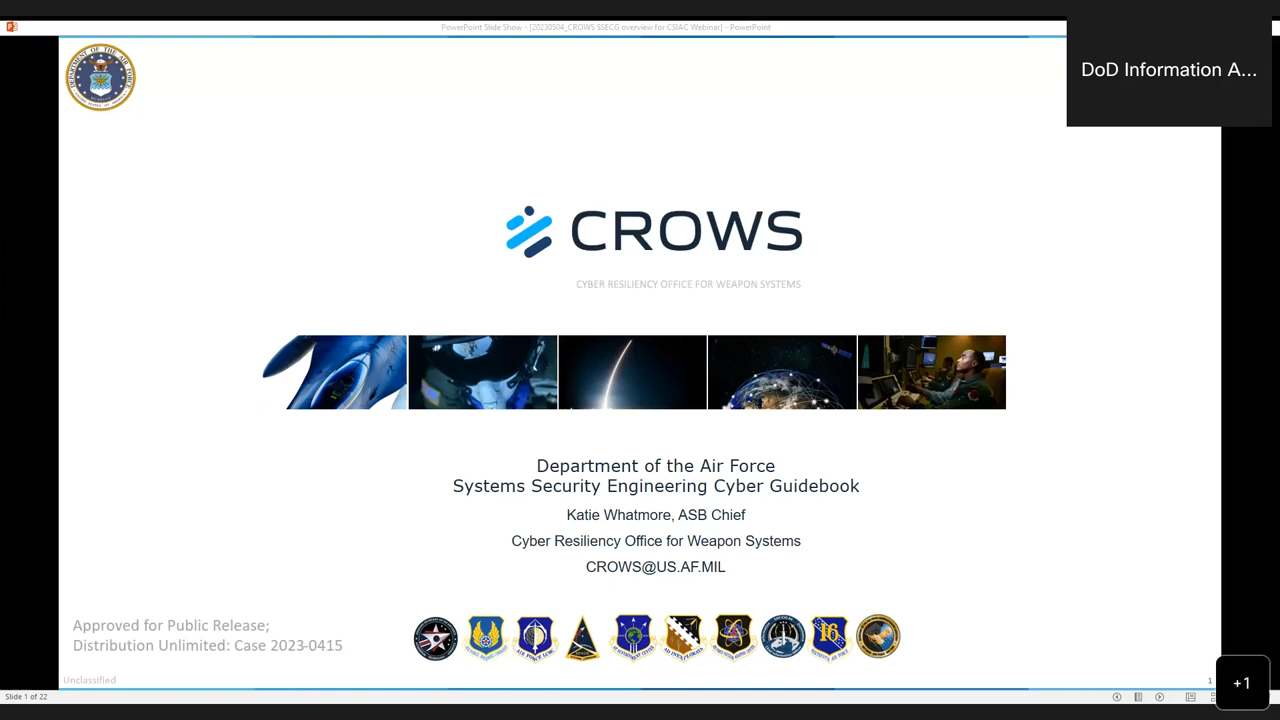 PowerPoint Slide Show - [20230504_CROWS SSECG overview for CSIAC Webinar] - PowerPoint
DoD Information A...
CROWS
CYBER RESILIENCY OFFICE FOR WEAPON SYSTEMS
Department of the Air Force
Systems Security Engineering Cyber Guidebook
Katie Whatmore, ASB Chief
Cyber Resiliency Office for Weapon Systems
CROWS@US.AF.MIL
Approved for Public Release;
Distribution Unlimited: Case 2023-0415
16
Unclassified
1
+1
Slide 1 of 22